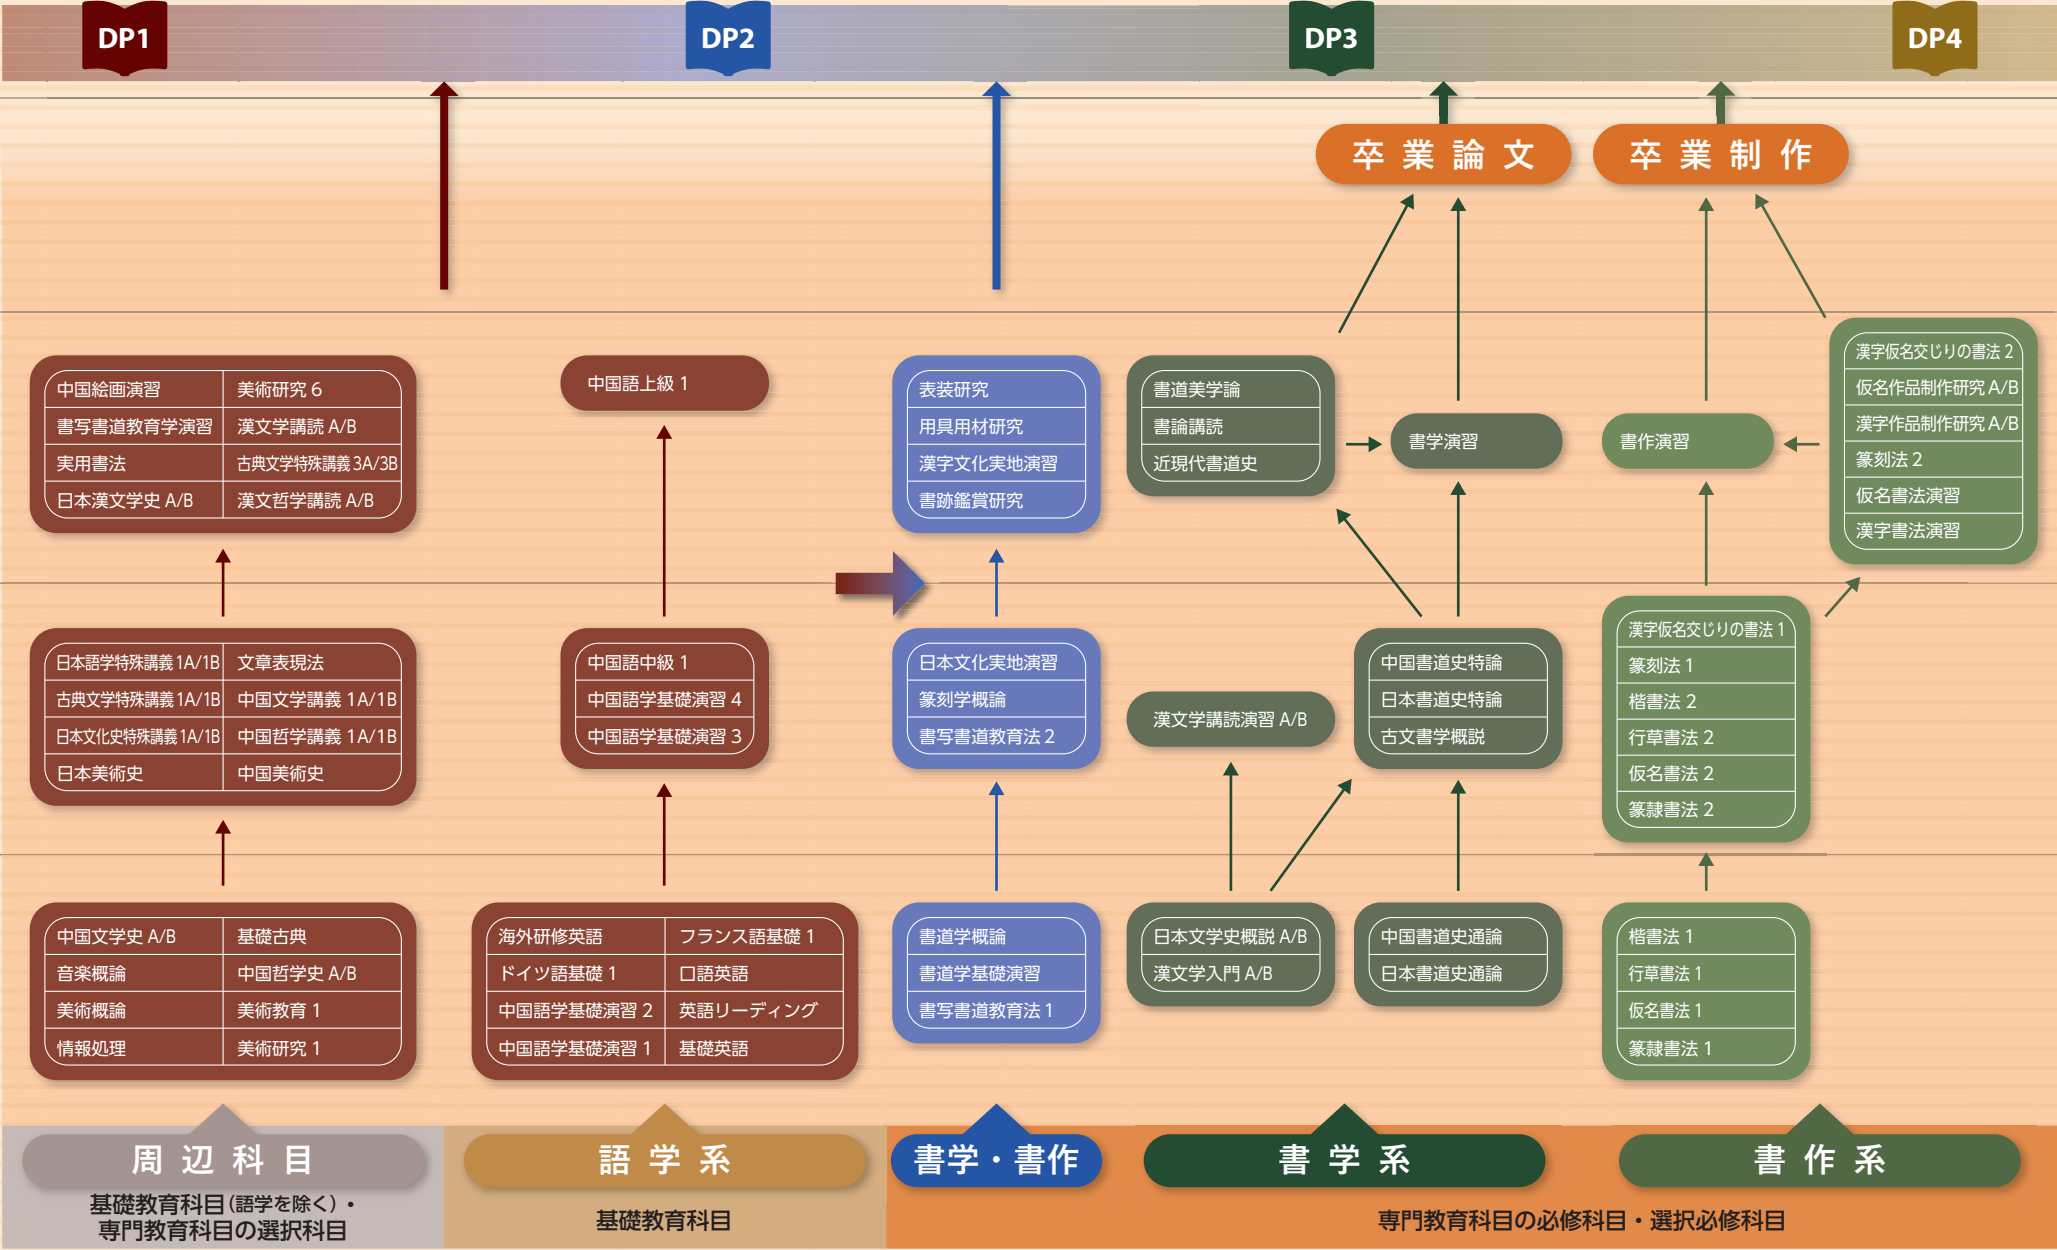 DP1
DP2
DP3
DP4
卒業論文
卒業制作
中国絵画演習
美術研究 6
書写書道教育学演習
漢文学講読 A/B
実用書法
古典文学特殊講義 3A/3B
日本漢文学史 A/B
漢文哲学講読 A/B
中国語上級 1
表装研究
用具用材研究
漢字文化実地演習
書跡鑑賞研究
書道美学論
書論講読
近現代書道史
書学演習
書作演習
漢字仮名交じりの書法 2
仮名作品制作研究 A/B
漢字作品制作研究 A/B
篆刻法 2
仮名書法演習
漢字書法演習
日本語学特殊講義 1A/1B
文章表現法
古典文学特殊講義 1A/1B
中国文学講義 1A/1B
日本文化史特殊講義 1A/1B
中国哲学講義 1A/1B
日本美術史
中国美術史
中国語中級 1
中国語学基礎演習 4
中国語学基礎演習 3
日本文化実地演習
篆刻学概論
書写書道教育法 2
漢文学講読演習 A/B
中国書道史特論
日本書道史特論
古文書学概説
漢字仮名交じりの書法 1
篆刻法 1
楷書法 2
行草書法 2
仮名書法 2
篆隷書法 2
中国文学史 A/B
基礎古典
音楽概論
中国哲学史 A/B
美術概論
美術教育 1
情報処理
美術研究 1
海外研修英語
フランス語基礎 1
ドイツ語基礎 1
口語英語
中国語学基礎演習 2
英語リーディング
中国語学基礎演習 1
基礎英語
書道学概論
書道学基礎演習
書写書道教育法 1
日本文学史概説 A/B
漢文学入門 A/B
中国書道史通論
日本書道史通論
楷書法 1
行草書法 1
仮名書法 1
篆隷書法 1
周辺科目
語学系
書学・書作
書学系
書作系
基礎教育科目(語学を除く)・
専門教育科目の選択科目
基礎教育科目
専門教育科目の必修科目・選択必修科目